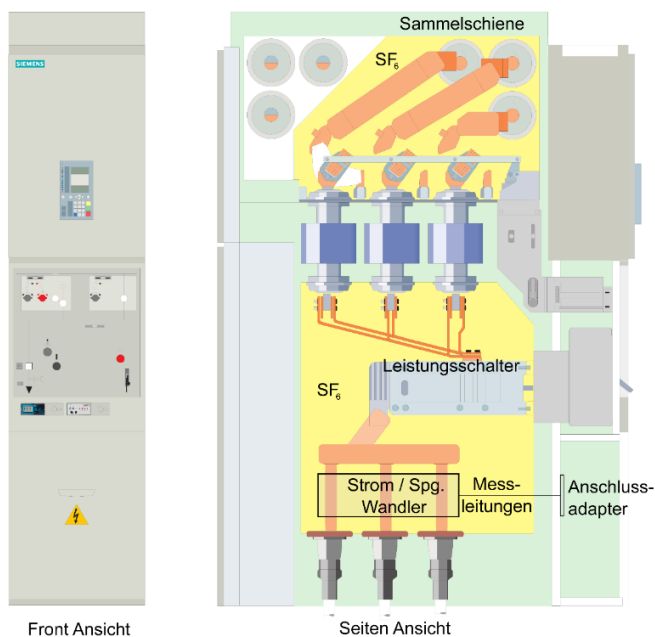 Sammelschiene
SIEMENS
SF₆
Leistungsschalter
SF₆
Strom / Spg.
Wandler
Mess-
leitungen
Anschluss-
adapter
Front Ansicht
Seiten Ansicht